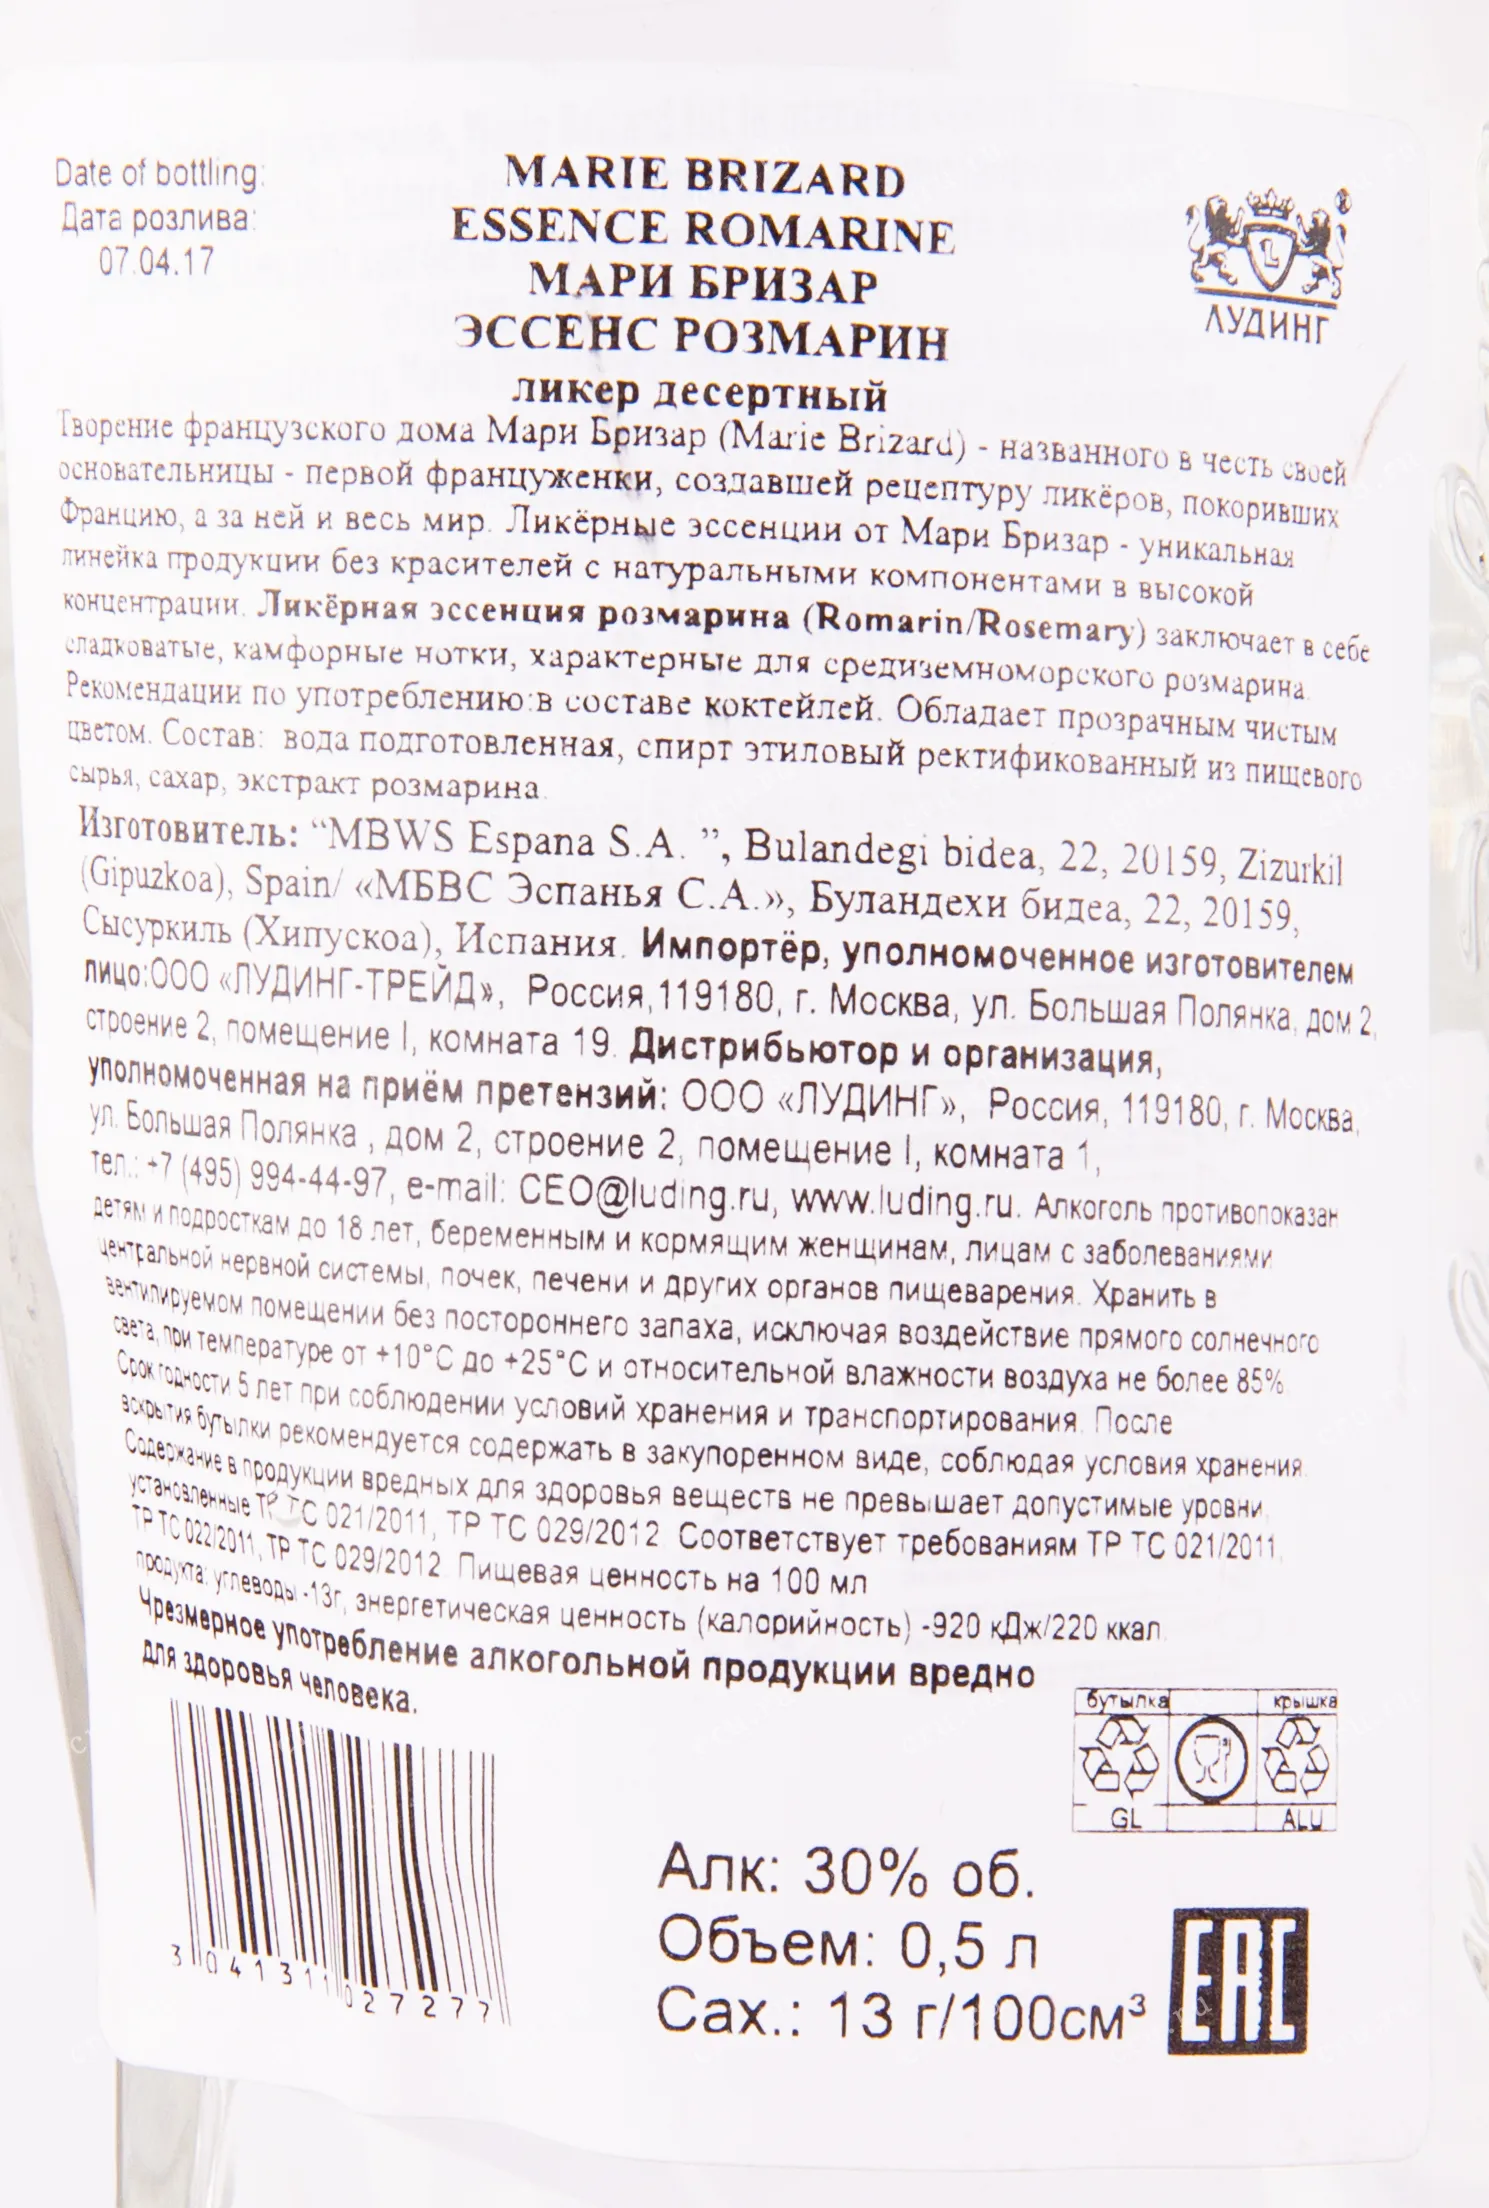 Date of bottling:
Дата розлива:
07.04.17
MARIE BRIZARD
ESSENCE ROMARINE
МАРИ БРИЗАР
ЭССЕНС РОЗМАРИН
ликер десертный
ЛУДИНГ
Творение французского дома Мари Бризар (Marie Brizard) - названного в честь своей
основательницы - первой француженки, создавшей рецептуру ликёров, покоривших
Францию, а за ней и весь мир. Ликёрные эссенции от Мари Бризар - уникальная
линейка продукции без красителей с натуральными компонентами в высокой
концентрации. Ликёрная эссенция розмарина (Romarin/Rosemary) заключает в себе
сладковатые, камфорные нотки, характерные для средиземноморского розмарина.
Рекомендации по употреблению:в составе коктейлей. Обладает прозрачным чистым
цветом. Состав: вода подготовленная, спирт этиловый ректификованный из пищевого
сырья, сахар, экстракт розмарина.
Изготовитель: “MBWS Espana S.A. ”, Bulandegi bidea, 22, 20159, Zizurkil
(Gipuzkoa), Spain/ «МБВС Эспанья С.А.», Буландехи бидеа, 22, 20159,
Сысуркиль (Хипускоа), Испания. Импортёр, уполномоченное изготовителем
лицо:ООО «ЛУДИНГ-ТРЕЙД», Россия,119180, г. Москва, ул. Большая Полянка, дом 2,
строение 2, помещение I, комната 19. Дистрибьютор и организация,
уполномоченная на приём претензий: ООО «ЛУДИНГ», Россия, 119180, г. Москва,
ул. Большая Полянка , дом 2, строение 2, помещение I, комната 1,
тел.: +7 (495) 994-44-97, e-mail: CEO@luding.ru, www.luding.ru. Алкоголь противопоказан
детям и подросткам до 18 лет, беременным и кормящим женщинам, лицам с заболеваниями
центральной нервной системы, почек, печени и других органов пищеварения. Хранить в
вентилируемом помещении без постороннего запаха, исключая воздействие прямого солнечного
света, при температуре от +10°С до +25°С и относительной влажности воздуха не более 85%
Срок годности 5 лет при соблюдении условий хранения и транспортирования. После
вскрытия бутылки рекомендуется содержать в закупоренном виде, соблюдая условия хранения.
Содержание в продукции вредных для здоровья веществ не превышает допустимые уровни,
установленные ТР ТС 021/2011, ТР ТС 029/2012. Соответствует требованиям ТР ТС 021/2011,
ТР ТС 022/2011, ТР ТС 029/2012. Пищевая ценность на 100 мл
продукта: углеводы -13г, энергетическая ценность (калорийность) -920 кДж/220 ккал.
Чрезмерное употребление алкогольной продукции вредно
для здоровья человека.
бутылка крышка
GL ALU
3 041311 027277
Алк: 30% об.
Объем: 0,5 л
Сах.: 13 г/100см³
EAC